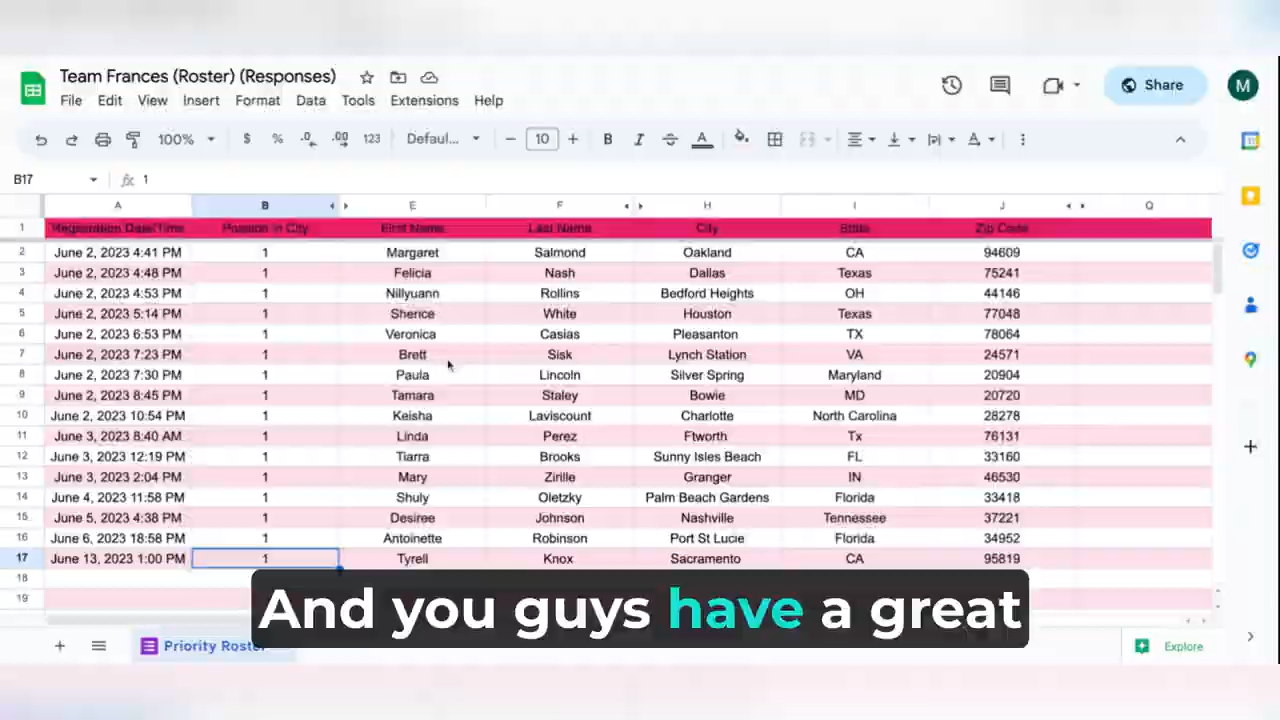 Team Frances (Roster) (Responses)
File Edit View Insert Format Data Tools Extensions Help
Share
M
100% $ % .0 .00 123 Defaul... 10 B I A
B17 fx 1
A B E F H I J Q
1 Registration Date/Time Position in City First Name Last Name City State Zip Code
2 June 2, 2023 4:41 PM 1 Margaret Salmond Oakland CA 94609
3 June 2, 2023 4:48 PM 1 Felicia Nash Dallas Texas 75241
4 June 2, 2023 4:53 PM 1 Nillyuann Rollins Bedford Heights OH 44146
5 June 2, 2023 5:14 PM 1 Sherice White Houston Texas 77048
6 June 2, 2023 6:53 PM 1 Veronica Casias Pleasanton TX 78064
7 June 2, 2023 7:23 PM 1 Brett Sisk Lynch Station VA 24571
8 June 2, 2023 7:30 PM 1 Paula Lincoln Silver Spring Maryland 20904
9 June 2, 2023 8:45 PM 1 Tamara Staley Bowie MD 20720
10 June 2, 2023 10:54 PM 1 Keisha Laviscount Charlotte North Carolina 28278
11 June 3, 2023 8:40 AM 1 Linda Perez Ftworth Tx 76131
12 June 3, 2023 12:19 PM 1 Tiarra Brooks Sunny Isles Beach FL 33160
13 June 3, 2023 2:04 PM 1 Mary Zirille Granger IN 46530
14 June 4, 2023 11:58 PM 1 Shuly Oletzky Palm Beach Gardens Florida 33418
15 June 5, 2023 4:38 PM 1 Desiree Johnson Nashville Tennessee 37221
16 June 6, 2023 18:58 PM 1 Antoinette Robinson Port St Lucie Florida 34952
17 June 13, 2023 1:00 PM 1 Tyrell Knox Sacramento CA 95819
18
19
And you guys have a great
Priority Roster
Explore